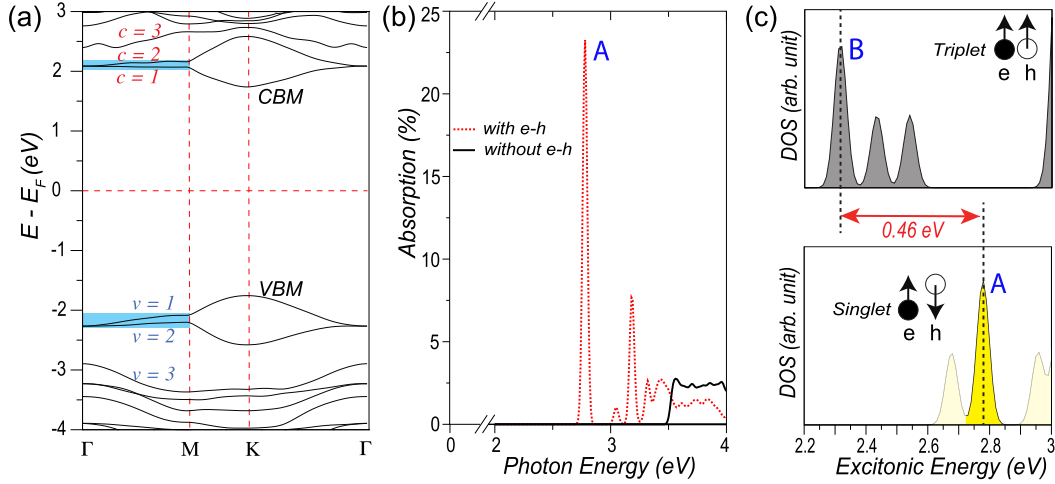 (a)
E - E_F (eV)
3
2
1
0
-1
-2
-3
-4
c = 3
c = 2
c = 1
CBM
VBM
v = 1
v = 2
v = 3
Γ
M
K
Γ
(b)
Absorption (%)
25
20
15
10
5
0
A
with e-h
without e-h
0
2
3
4
Photon Energy (eV)
(c)
DOS (arb. unit)
B
Triplet
e
h
0.46 eV
DOS (arb. unit)
Singlet
e
h
A
2.2
2.4
2.6
2.8
3
Excitonic Energy (eV)